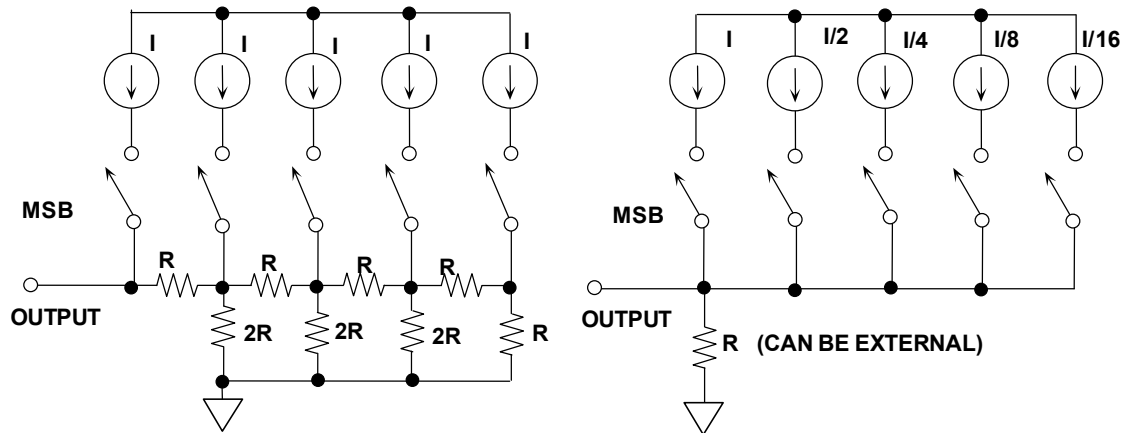 I I I I I
MSB
R R R R
OUTPUT
2R 2R 2R R
I I/2 I/4 I/8 I/16
MSB
OUTPUT
R (CAN BE EXTERNAL)